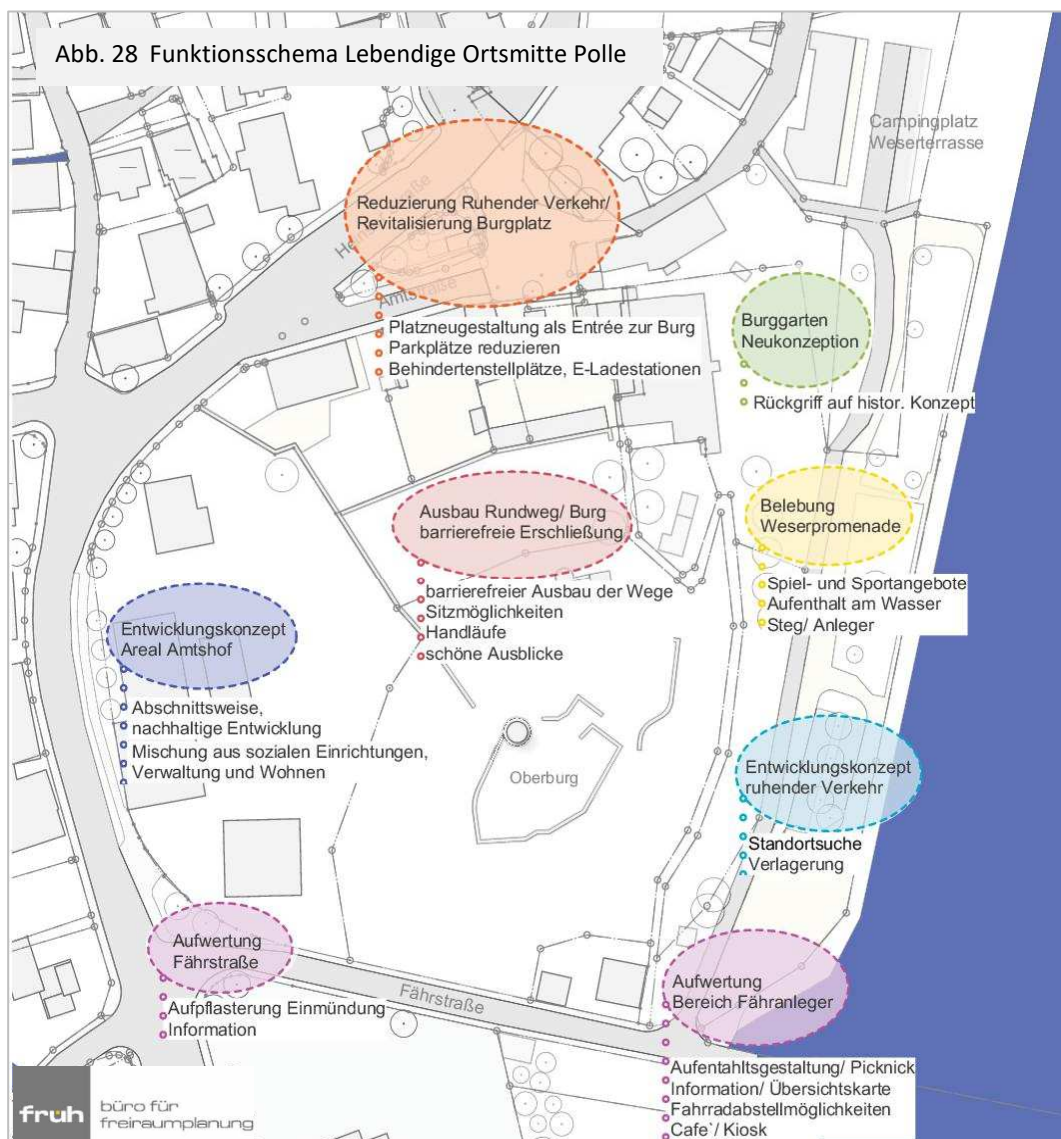 Abb. 28 Funktionsschema Lebendige Ortsmitte Polle
Campingplatz
Weserterrasse
Reduzierung Ruhender Verkehr/
Revitalisierung Burgplatz
Amtstraße
Platzneugestaltung als Entrée zur Burg
Parkplätze reduzieren
Behindertenstellplätze, E-Ladestationen
Burggarten
Neukonzeption
Rückgriff auf histor. Konzept
Ausbau Rundweg/ Burg
barrierefreie Erschließung
barrierefreier Ausbau der Wege
Sitzmöglichkeiten
Handläufe
schöne Ausblicke
Belebung
Weserpromenade
Spiel- und Sportangebote
Aufenthalt am Wasser
Steg/ Anleger
Entwicklungskonzept
Areal Amtshof
Abschnittsweise,
nachhaltige Entwicklung
Mischung aus sozialen Einrichtungen,
Verwaltung und Wohnen
Oberburg
Entwicklungskonzept
ruhender Verkehr
Standortsuche
Verlagerung
Aufwertung
Fährstraße
Aufpflasterung Einmündung
Information
Fährstraße
Aufwertung
Bereich Fähranleger
Aufentahltsgestaltung/ Picknick
Information/ Übersichtskarte
Fahrradabstellmöglichkeiten
Cafe`/ Kiosk
früh
büro für
freiraumplanung